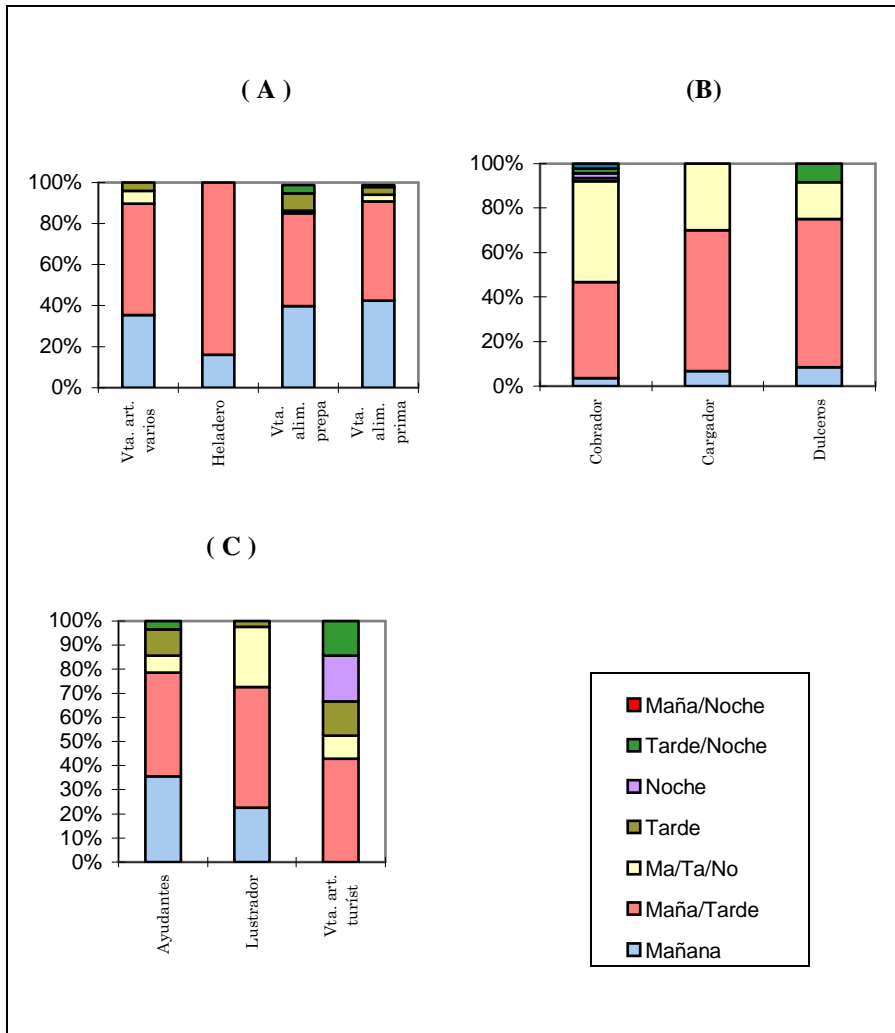 ( A )
100%
80%
60%
40%
20%
0%
Vta. art.
varios
Heladero
Vta.
alim.
prepa
Vta.
alim.
prima
(B)
100%
80%
60%
40%
20%
0%
Cobrador
Cargador
Dulceros
( C )
100%
90%
80%
70%
60%
50%
40%
30%
20%
10%
0%
Ayudantes
Lustrador
Vta. art.
turíst
Maña/Noche
Tarde/Noche
Noche
Tarde
Ma/Ta/No
Maña/Tarde
Mañana